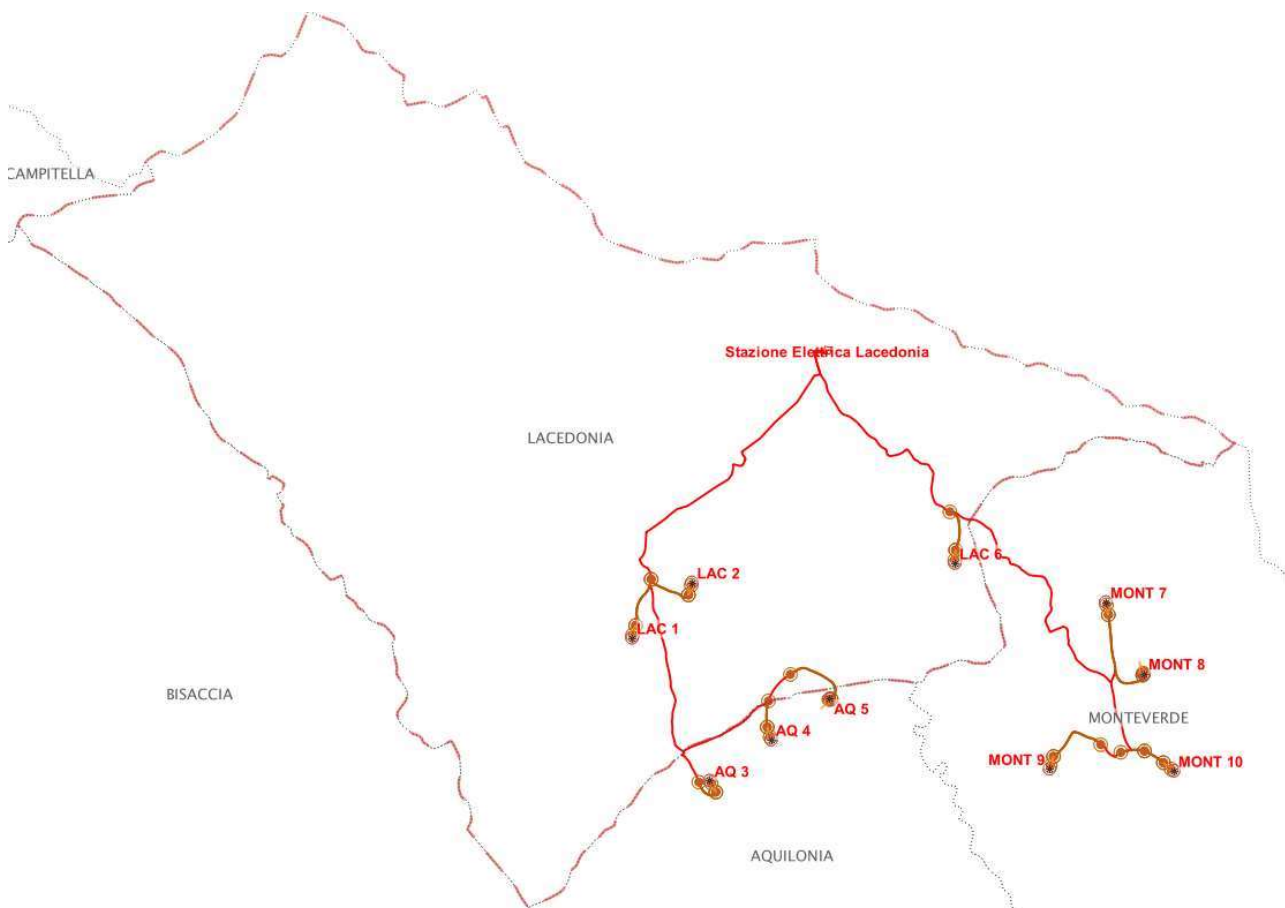 CAMPITELLA
Stazione Elettrica Lacedonia
LACEDONIA
LAC 6
LAC 2
MONT 7
LAC 1
MONT 8
BISACCIA
AQ 5
MONTEVERDE
AQ 4
MONT 9
MONT 10
AQ 3
AQUILONIA